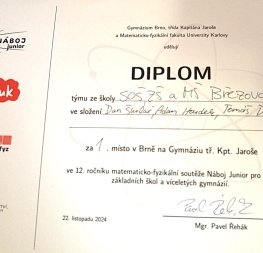 Gymnázium Brno, třída Kapitána Jaroše
a Matematicko-fyzikální fakulta Univerzity Karlovy
udělují
NÁBOJ
junior
DIPLOM
týmu ze školy SOŠ, ZŠ a MŠ Březová
ve složení Dan Adam Tomáš
za 1. místo v Brně na Gymnáziu tř. Kpt. Jaroše
ve 12. ročníku matematicko-fyzikální soutěže Náboj Junior pro
základních škol a víceletých gymnázií.
22. listopadu 2024
Mgr. Pavel Řehák